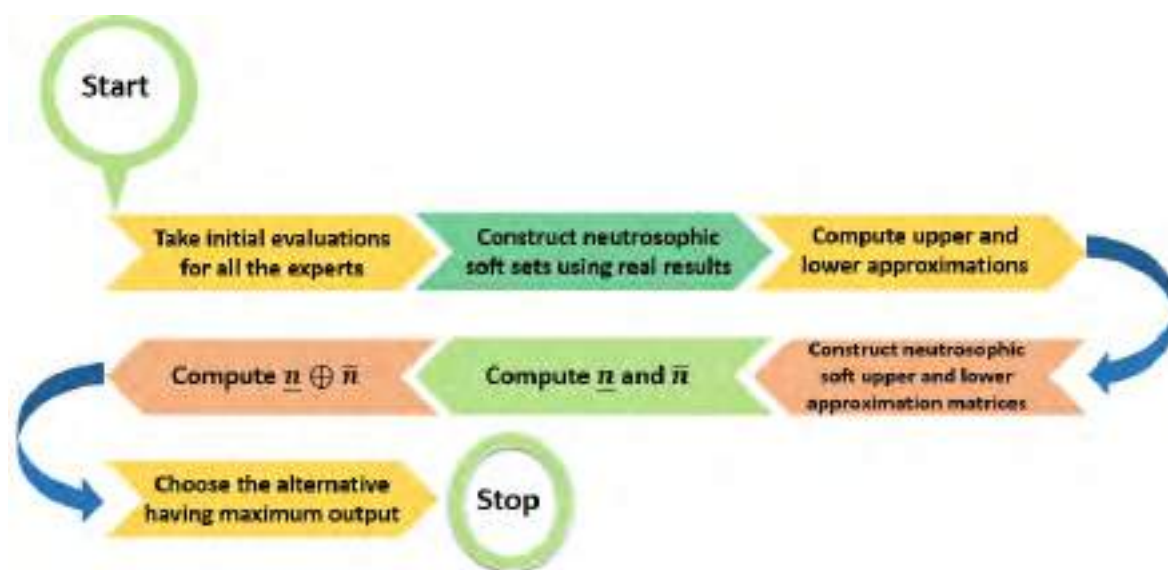 Start
Take initial evaluations
for all the experts
Construct neutrosophic
soft sets using real results
Compute upper and
lower approximations
Construct neutrosophic
soft upper and lower
approximation matrices
Compute n̲ and n̅
Compute n̲ ⊕ n̅
Choose the alternative
having maximum output
Stop